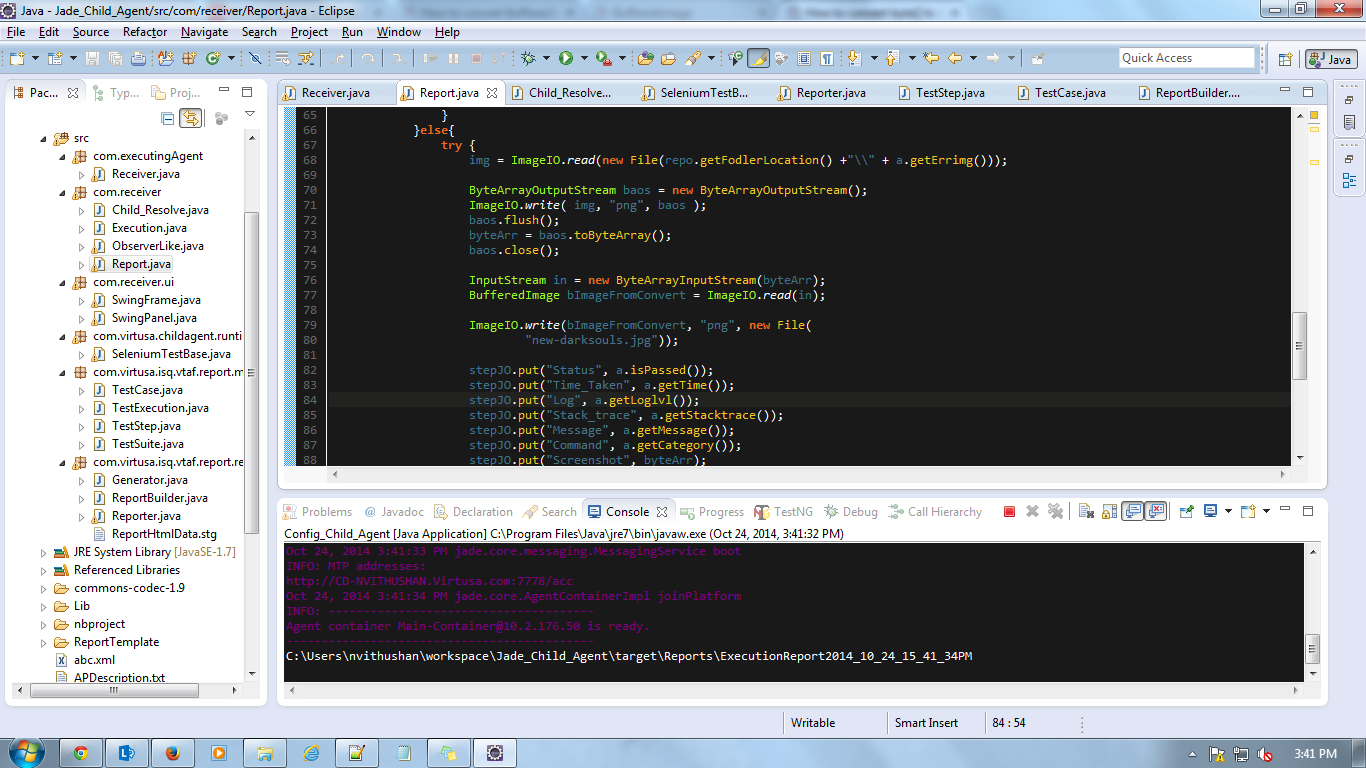 Java - Jade_Child_Agent/src/com/receiver/Report.java - Eclipse
File Edit Source Refactor Navigate Search Project Run Window Help
Quick Access
Java
Pac...
Typ...
Proj...
src
com.executingAgent
Receiver.java
com.receiver
Child_Resolve.java
Execution.java
ObserverLike.java
Report.java
com.receiver.ui
SwingFrame.java
SwingPanel.java
com.virtusa.childagent.runti
SeleniumTestBase.java
com.virtusa.isq.vtaf.report.m
TestCase.java
TestExecution.java
TestStep.java
TestSuite.java
com.virtusa.isq.vtaf.report.re
Generator.java
ReportBuilder.java
Reporter.java
ReportHtmlData.stg
JRE System Library [JavaSE-1.7]
Referenced Libraries
commons-codec-1.9
Lib
nbproject
ReportTemplate
abc.xml
APDescription.txt
Receiver.java
Report.java
Child_Resolve...
SeleniumTestB...
Reporter.java
TestStep.java
TestCase.java
ReportBuilder....
65 }
66 }else{
67 try {
68 img = ImageIO.read(new File(repo.getFodlerLocation() +"\\" + a.getErrimg()));
69
70 ByteArrayOutputStream baos = new ByteArrayOutputStream();
71 ImageIO.write( img, "png", baos );
72 baos.flush();
73 byteArr = baos.toByteArray();
74 baos.close();
75
76 InputStream in = new ByteArrayInputStream(byteArr);
77 BufferedImage bImageFromConvert = ImageIO.read(in);
78
79 ImageIO.write(bImageFromConvert, "png", new File(
80 "new-darksouls.jpg"));
81
82 stepJO.put("Status", a.isPassed());
83 stepJO.put("Time_Taken", a.getTime());
84 stepJO.put("Log", a.getLoglvl());
85 stepJO.put("Stack_trace", a.getStacktrace());
86 stepJO.put("Message", a.getMessage());
87 stepJO.put("Command", a.getCategory());
88 stepJO.put("Screenshot", byteArr);
Problems @ Javadoc Declaration Search Console Progress TestNG Debug Call Hierarchy
Config_Child_Agent [Java Application] C:\Program Files\Java\jre7\bin\javaw.exe (Oct 24, 2014, 3:41:32 PM)
Oct 24, 2014 3:41:33 PM jade.core.messaging.MessagingService boot
INFO: MTP addresses:
http://CD-NVITHUSHAN.Virtusa.com:7778/acc
Oct 24, 2014 3:41:34 PM jade.core.AgentContainerImpl joinPlatform
INFO: --------------------------------------
Agent container Main-Container@10.2.176.50 is ready.
--------------------------------------------
C:\Users\nvithushan\workspace\Jade_Child_Agent\target\Reports\ExecutionReport2014_10_24_15_41_34PM
Writable
Smart Insert
84 : 54
3:41 PM